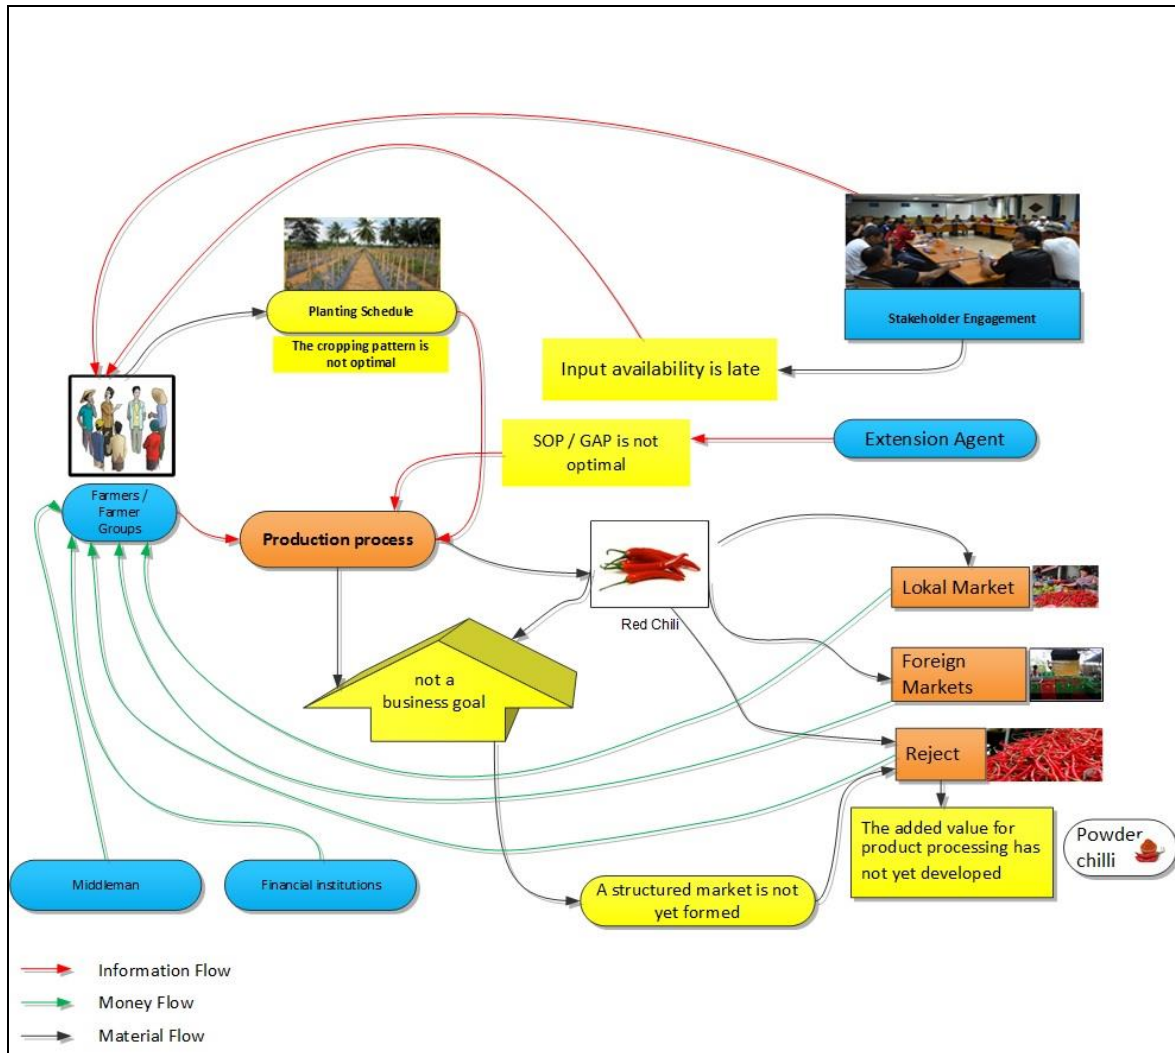 Planting Schedule
The cropping pattern is
not optimal
Stakeholder Engagement
Input availability is late
SOP / GAP is not
optimal
Extension Agent
Farmers /
Farmer
Groups
Production process
Red Chili
Lokal Market
not a
business goal
Foreign
Markets
Reject
The added value for
product processing has
not yet developed
Powder
chilli
Middleman
Financial institutions
A structured market is not
yet formed
Information Flow
Money Flow
Material Flow